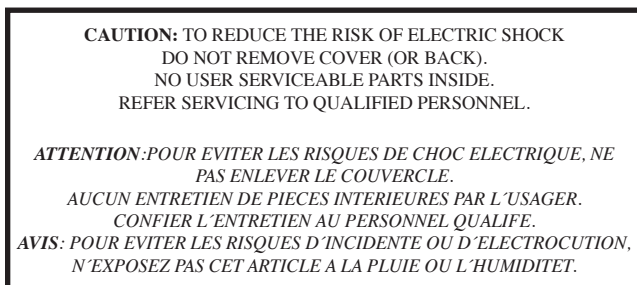 CAUTION: TO REDUCE THE RISK OF ELECTRIC SHOCK
DO NOT REMOVE COVER (OR BACK).
NO USER SERVICEABLE PARTS INSIDE.
REFER SERVICING TO QUALIFIED PERSONNEL.
ATTENTION:POUR EVITER LES RISQUES DE CHOC ELECTRIQUE, NE
PAS ENLEVER LE COUVERCLE.
AUCUN ENTRETIEN DE PIECES INTERIEURES PAR L´USAGER.
CONFIER L´ENTRETIEN AU PERSONNEL QUALIFE.
AVIS: POUR EVITER LES RISQUES D´INCIDENTE OU D´ELECTROCUTION,
N´EXPOSEZ PAS CET ARTICLE A LA PLUIE OU L´HUMIDITET.